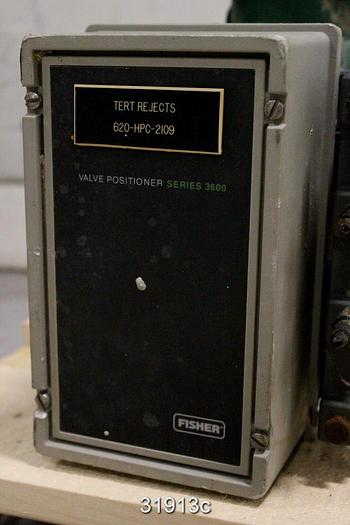 TERT REJECTS
620-HPC-2109
VALVE POSITIONER SERIES 3600
FISHER
31913c